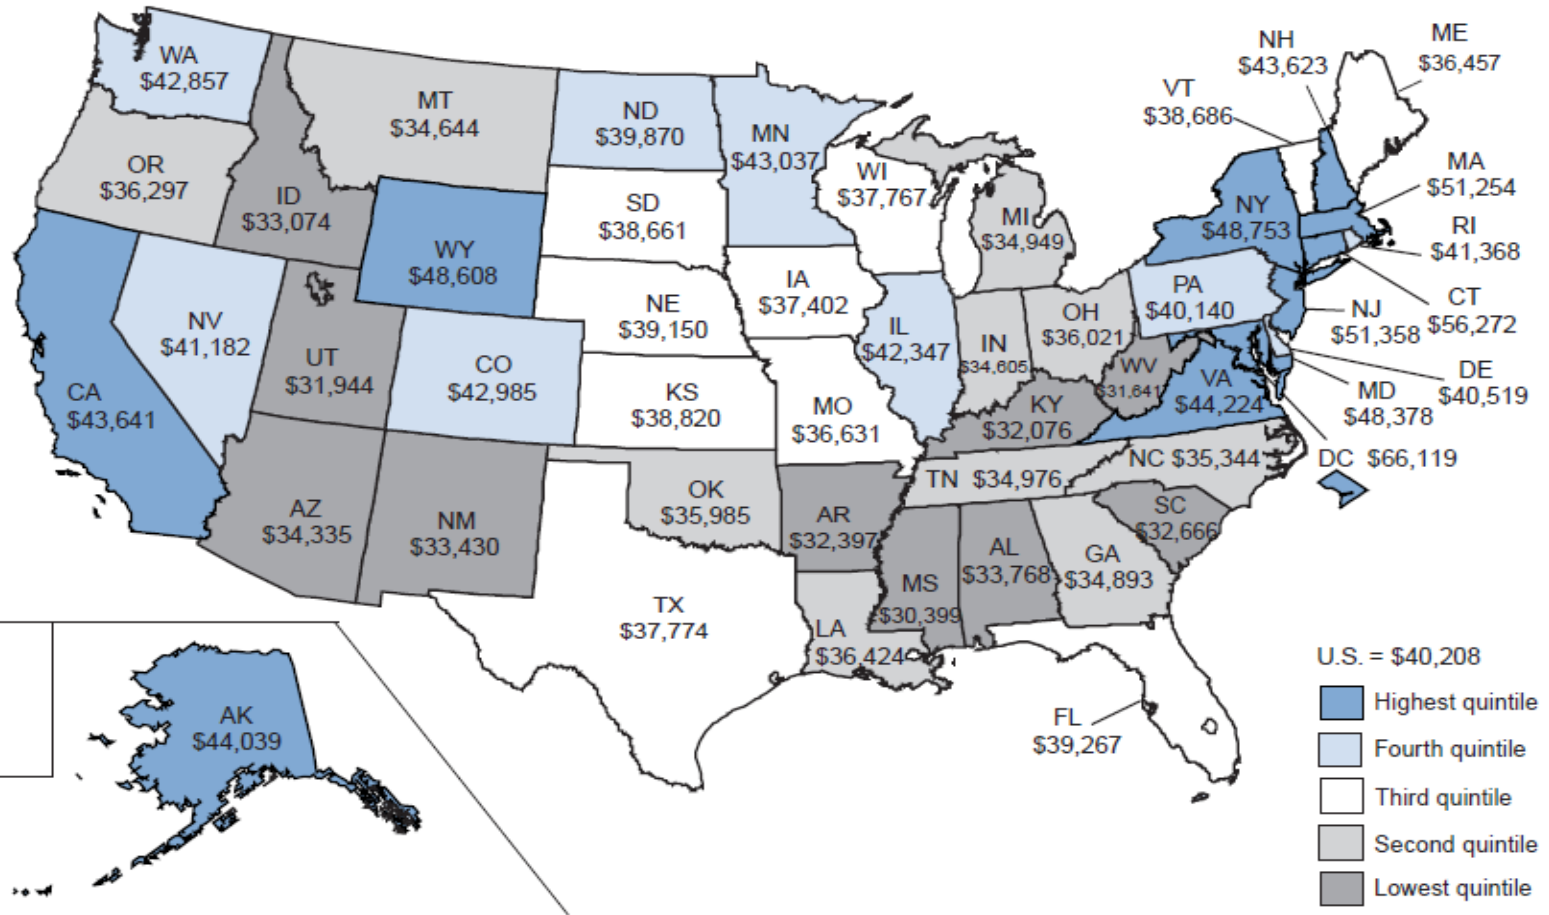 WA
$42,857
OR
$36,297
CA
$43,641
NV
$41,182
ID
$33,074
MT
$34,644
WY
$48,608
UT
$31,944
AZ
$34,335
CO
$42,985
NM
$33,430
ND
$39,870
SD
$38,661
NE
$39,150
KS
$38,820
OK
$35,985
TX
$37,774
MN
$43,037
IA
$37,402
MO
$36,631
AR
$32,397
LA
$36,424
WI
$37,767
IL
$42,347
MI
$34,949
IN
$34,605
OH
$36,021
KY
$32,076
TN $34,976
MS
$30,399
AL
$33,768
GA
$34,893
FL
$39,267
SC
$32,666
NC $35,344
WV
$31,641
VA
$44,224
PA
$40,140
NY
$48,753
VT
$38,686
NH
$43,623
ME
$36,457
MA
$51,254
RI
$41,368
CT
$56,272
NJ
$51,358
DE
$40,519
MD
$48,378
DC $66,119
AK
$44,039
U.S. = $40,208
Highest quintile
Fourth quintile
Third quintile
Second quintile
Lowest quintile